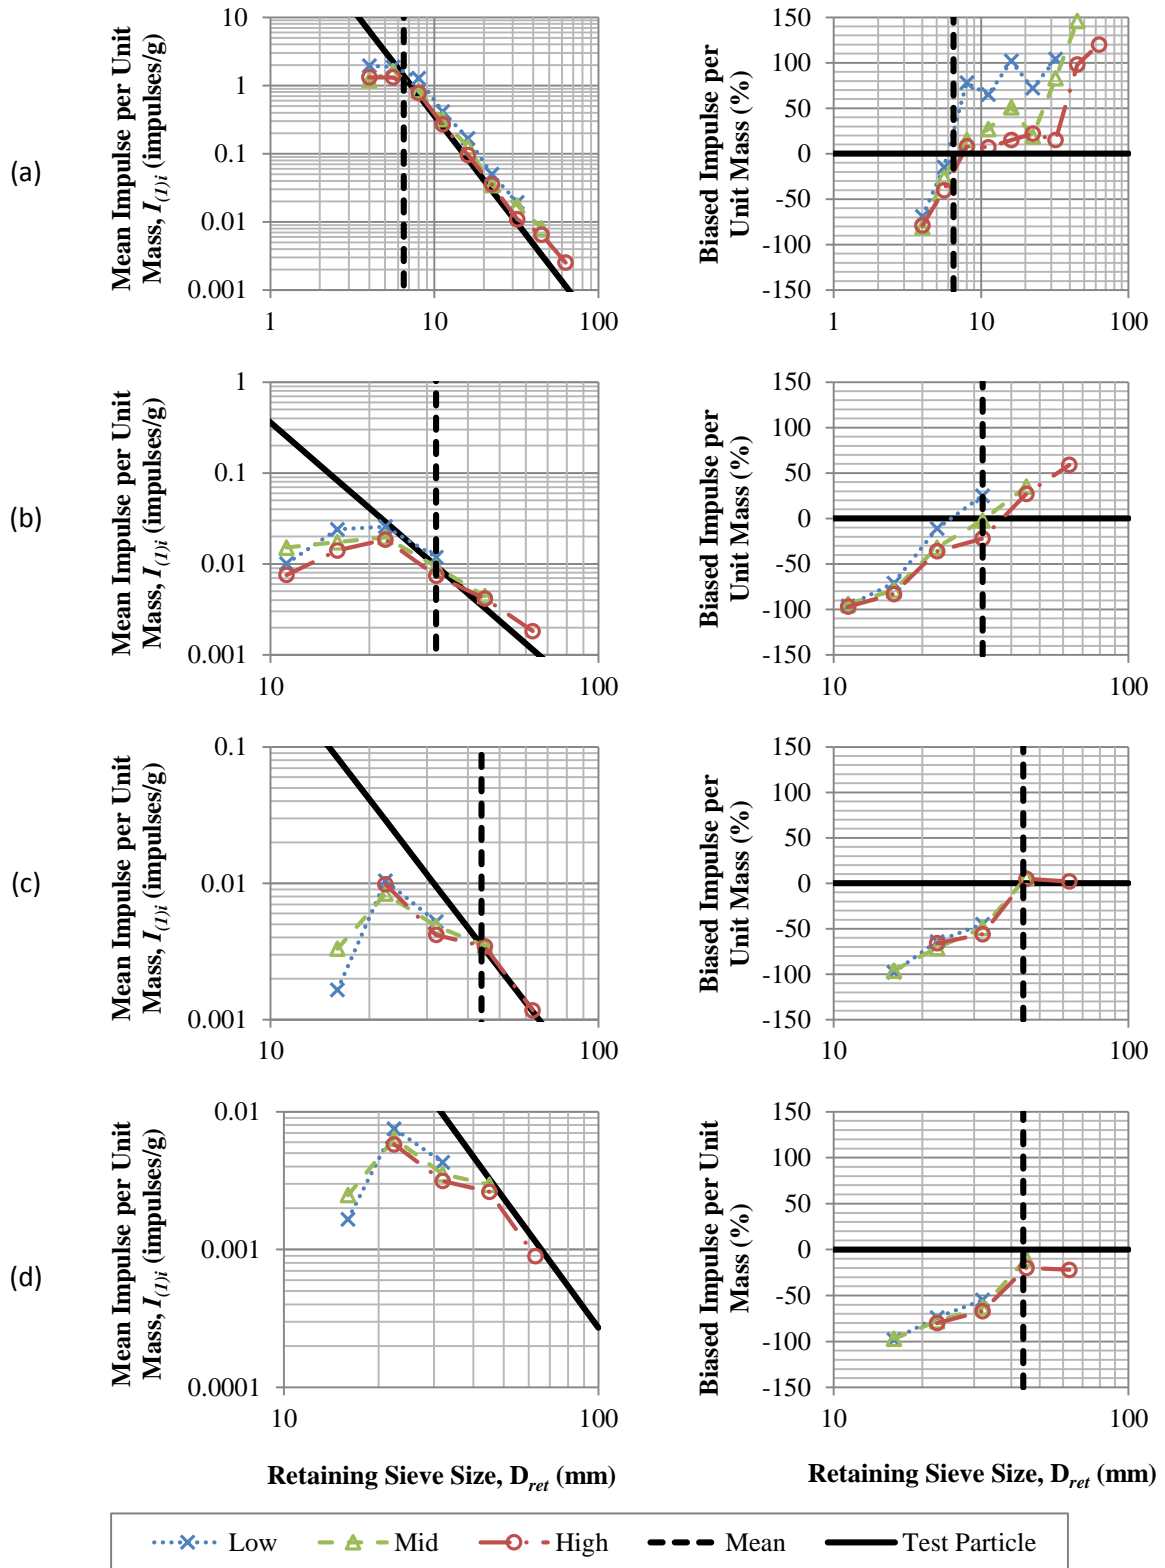 (a)
Mean Impulse per Unit
Mass, I(1)i (impulses/g)
10
1
0.1
0.01
0.001
1
10
100
Biased Impulse per
Unit Mass (%)
150
100
50
0
-50
-100
-150
1
10
100
(b)
Mean Impulse per Unit
Mass, I(1)i (impulses/g)
1
0.1
0.01
0.001
10
100
Biased Impulse per
Unit Mass (%)
150
100
50
0
-50
-100
-150
10
100
(c)
Mean Impulse per Unit
Mass, I(1)i (impulses/g)
0.1
0.01
0.001
10
100
Biased Impulse per
Unit Mass (%)
150
100
50
0
-50
-100
-150
10
100
(d)
Mean Impulse per Unit
Mass, I(1)i (impulses/g)
0.01
0.001
0.0001
10
100
Biased Impulse per Unit
Mass (%)
150
100
50
0
-50
-100
-150
10
100
Retaining Sieve Size, Dret (mm)
Retaining Sieve Size, Dret (mm)
Low
Mid
High
Mean
Test Particle